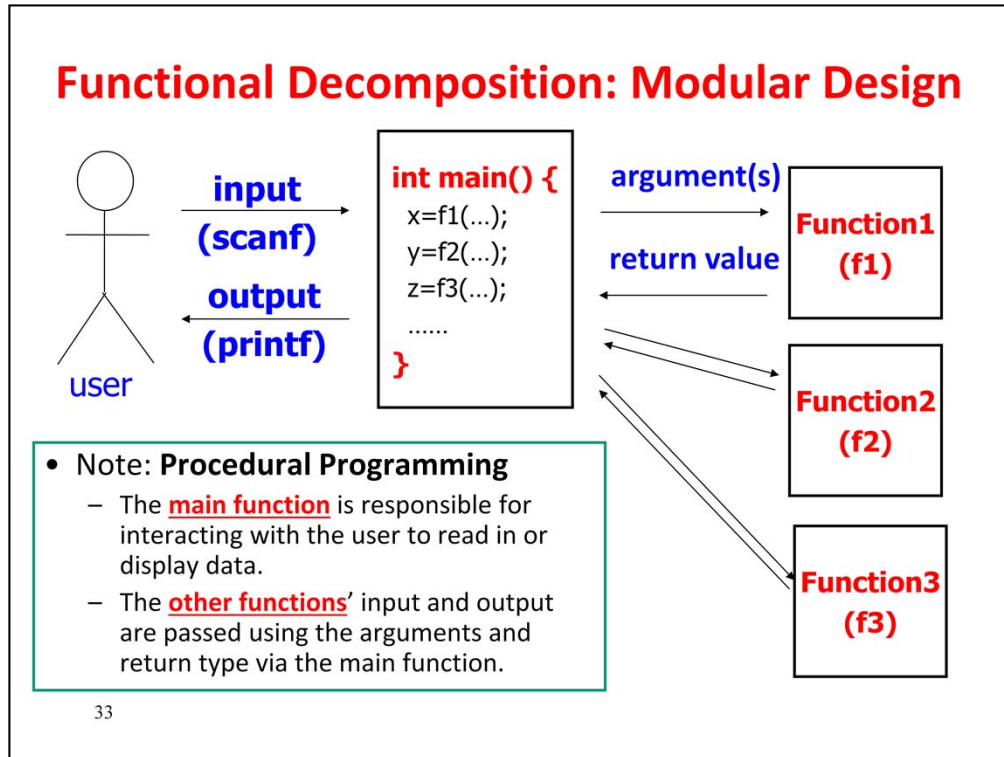 Functional Decomposition: Modular Design
input
(scanf)
output
(printf)
user
int main() {
x=f1(...);
y=f2(...);
z=f3(...);
......
}
argument(s)
return value
Function1
(f1)
Function2
(f2)
Function3
(f3)
• Note: Procedural Programming
– The main function is responsible for
interacting with the user to read in or
display data.
– The other functions’ input and output
are passed using the arguments and
return type via the main function.
33